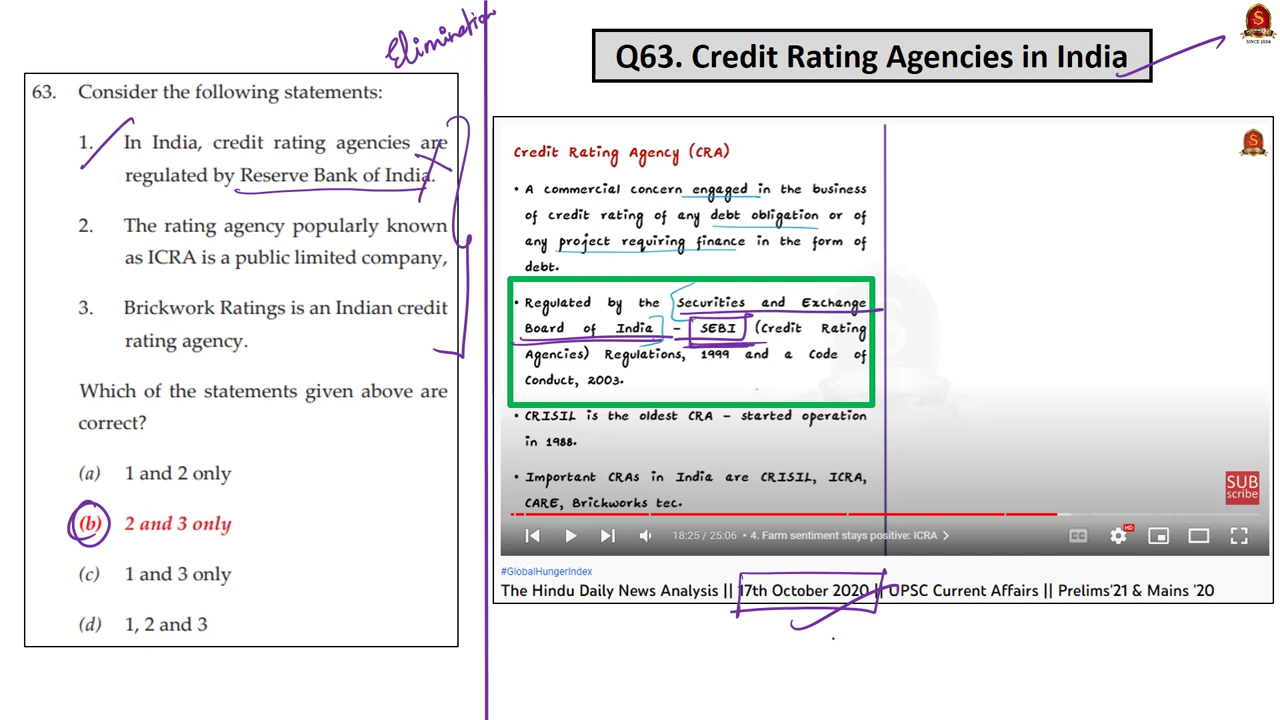 Elimination
Q63. Credit Rating Agencies in India
SINCE 2004
63. Consider the following statements:
1. In India, credit rating agencies are
regulated by Reserve Bank of India.
2. The rating agency popularly known
as ICRA is a public limited company,
3. Brickwork Ratings is an Indian credit
rating agency.
Which of the statements given above are
correct?
(a) 1 and 2 only
(b) 2 and 3 only
(c) 1 and 3 only
(d) 1, 2 and 3
Credit Rating Agency (CRA)
• A commercial concern engaged in the business
of credit rating of any debt obligation or of
any project requiring finance in the form of
debt.
• Regulated by the Securities and Exchange
Board of India - SEBI (Credit Rating
Agencies) Regulations, 1999 and a Code of
Conduct, 2003.
• CRISIL is the oldest CRA - started operation
in 1988.
• Important CRAs in India are CRISIL, ICRA,
CARE, Brickworks tec.
SUB
scribe
18:25 / 25:06 • 4. Farm sentiment stays positive: ICRA
CC
HD
#GlobalHungerIndex
The Hindu Daily News Analysis || 17th October 2020 || UPSC Current Affairs || Prelims'21 & Mains '20